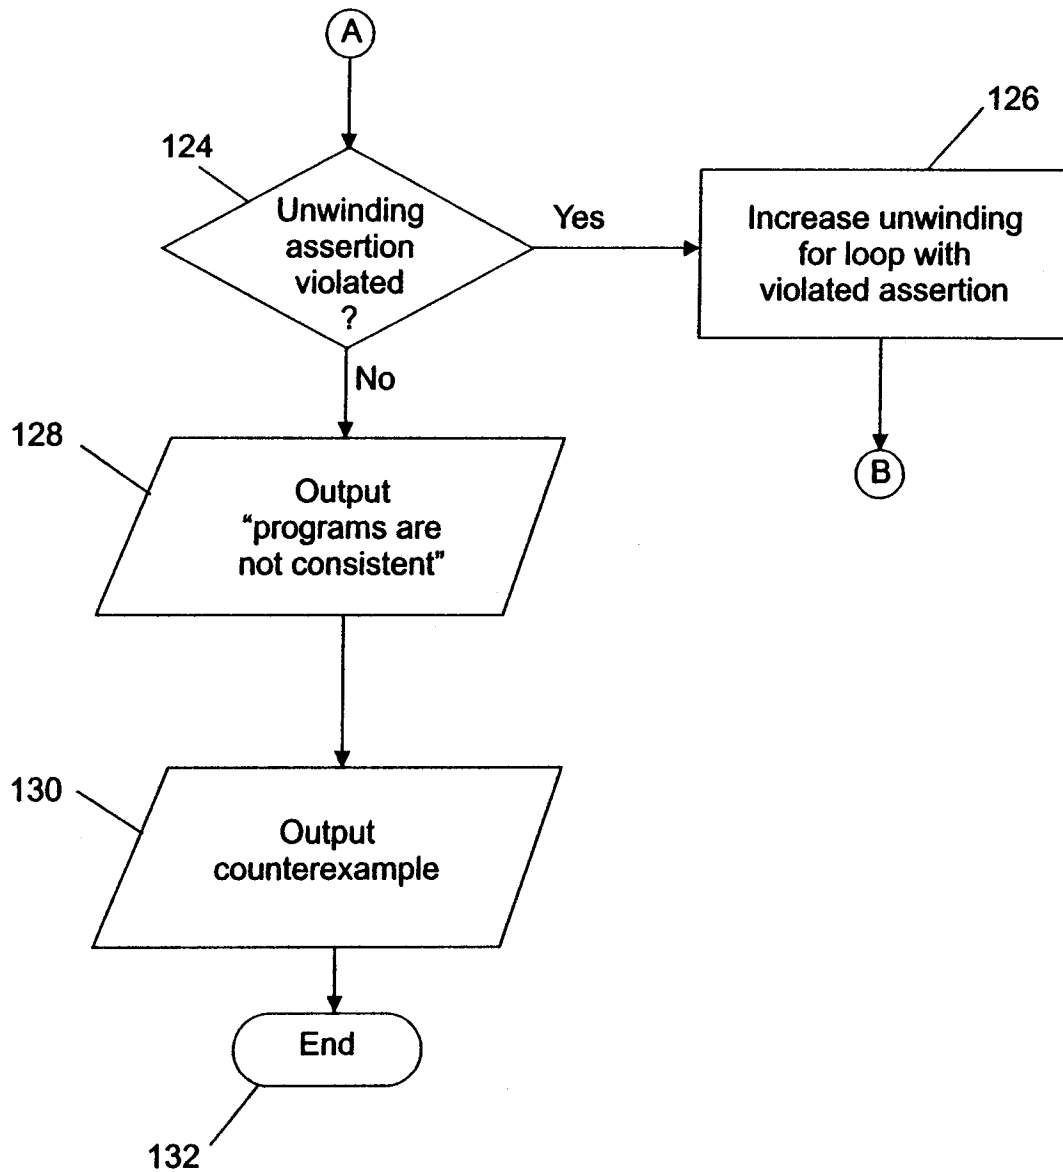 A
124
Unwinding
assertion
violated
?
Yes
126
Increase unwinding
for loop with
violated assertion
B
No
128
Output
“programs are
not consistent”
130
Output
counterexample
End
132